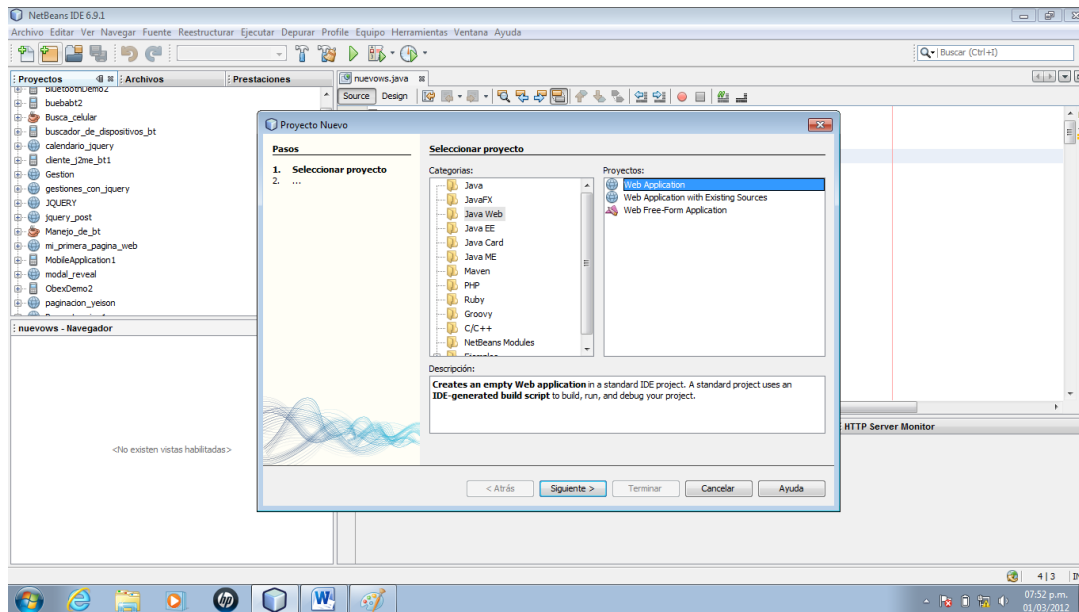 NetBeans IDE 6.9.1
Archivo Editar Ver Navegar Fuente Reestructurar Ejecutar Depurar Profile Equipo Herramientas Ventana Ayuda
Buscar (Ctrl+I)
Proyectos
Archivos
Prestaciones
nuevows.java
Source Design
BluetoothDemo2
buebabt2
Busca_celular
buscador_de_dispositivos_bt
calendario_jquery
cliente_j2me_bt1
Gestion
gestiones_con_jquery
JQUERY
jquery_post
Manejo_de_bt
mi_primera_pagina_web
MobileApplication1
modal_reveal
ObexDemo2
paginacion_yeison
nuevows - Navegador
<No existen vistas habilitadas>
Proyecto Nuevo
Pasos
1. Seleccionar proyecto
2. ...
Seleccionar proyecto
Categorías:
Java
JavaFX
Java Web
Java EE
Java Card
Java ME
Maven
PHP
Ruby
Groovy
C/C++
NetBeans Modules
Proyectos:
Web Application
Web Application with Existing Sources
Web Free-Form Application
Descripción:
Creates an empty Web application in a standard IDE project. A standard project uses an
IDE-generated build script to build, run, and debug your project.
< Atrás
Siguiente >
Terminar
Cancelar
Ayuda
HTTP Server Monitor
4 | 3
hp
W
07:52 p.m.
01/03/2012